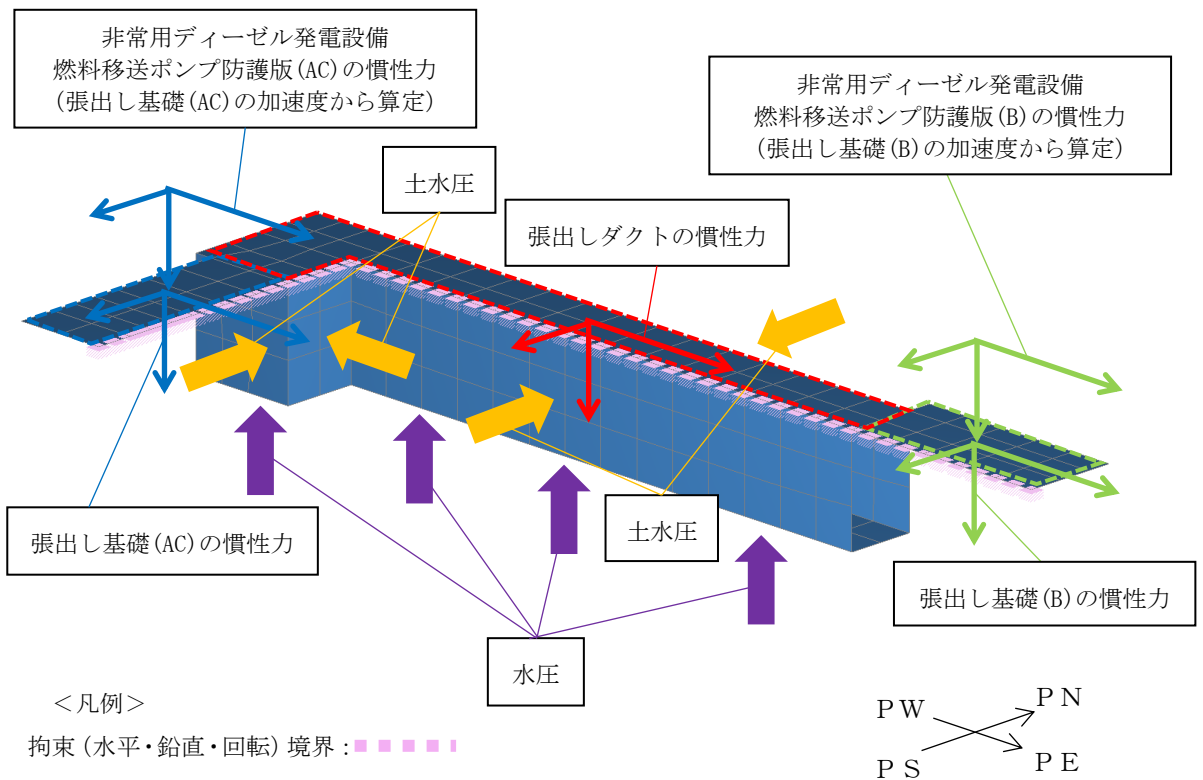 非常用ディーゼル発電設備
燃料移送ポンプ防護版(AC)の慣性力
(張出し基礎(AC)の加速度から算定)
非常用ディーゼル発電設備
燃料移送ポンプ防護版(B)の慣性力
(張出し基礎(B)の加速度から算定)
土水圧
張出しダクトの慣性力
土水圧
張出し基礎(AC)の慣性力
張出し基礎(B)の慣性力
水圧
＜凡例＞
拘束(水平・鉛直・回転)境界：
ＰＷ
ＰＮ
ＰＳ
ＰＥ